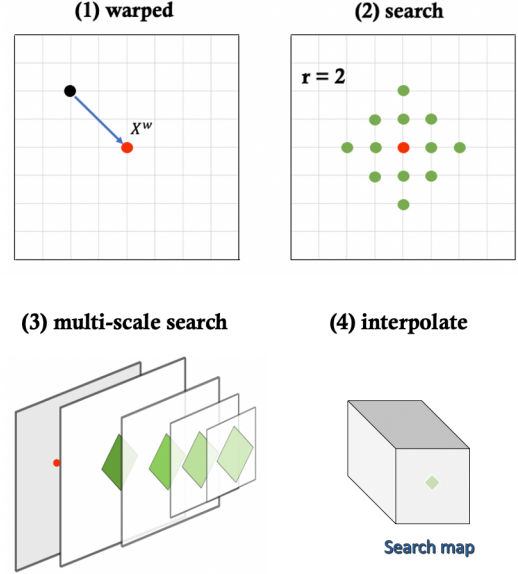 (1) warped
(2) search
X^w
r = 2
(3) multi-scale search
(4) interpolate
Search map